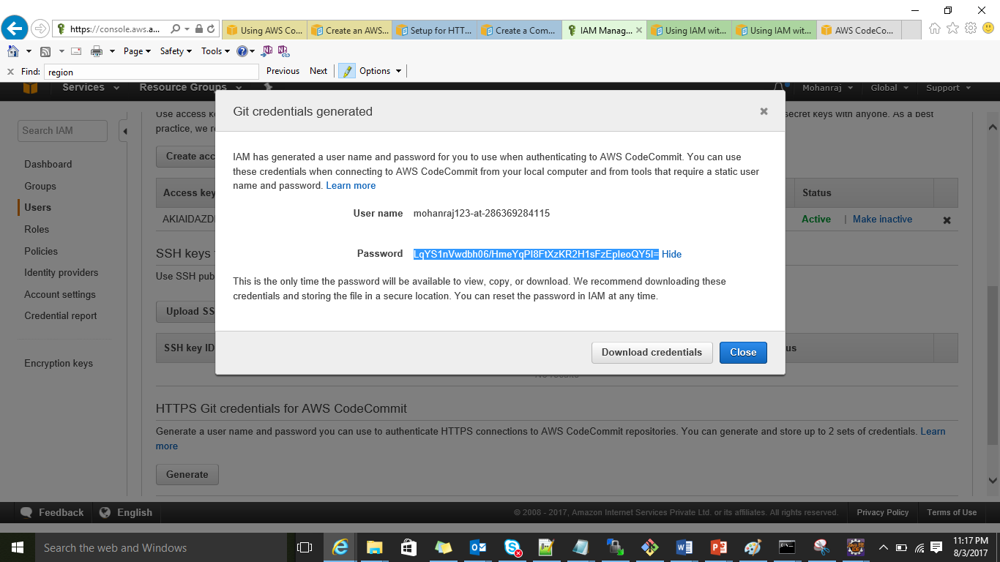 https://console.aws.a...
Using AWS Co...
Create an AWS...
Setup for HTT...
Create a Com...
IAM Manag...
Using IAM wit...
Using IAM wit...
AWS CodeCo...
Page
Safety
Tools
Find: region
Previous Next Options
Services Resource Groups Mohanraj Global Support
Git credentials generated
Use access k
secret keys with anyone. As a best
practice, we r
Search IAM
Dashboard
Groups
Users
Roles
Policies
Identity providers
Account settings
Credential report
Encryption keys
Create acc
Access key
Status
AKIAIDAZD
Active | Make inactive
SSH keys
Use SSH pub
Upload SS
SSH key ID
us
IAM has generated a user name and password for you to use when authenticating to AWS CodeCommit. You can use
these credentials when connecting to AWS CodeCommit from your local computer and from tools that require a static user
name and password. Learn more
User name mohanraj123-at-286369284115
Password LqYS1nVwdbh06/HmeYqPI8FtXzKR2H1sFzEpleoQY5I= Hide
This is the only time the password will be available to view, copy, or download. We recommend downloading these
credentials and storing the file in a secure location. You can reset the password in IAM at any time.
Download credentials Close
No results
HTTPS Git credentials for AWS CodeCommit
Generate a user name and password you can use to authenticate HTTPS connections to AWS CodeCommit repositories. You can generate and store up to 2 sets of credentials. Learn
more
Generate
Feedback English
© 2008 - 2017, Amazon Internet Services Private Ltd. or its affiliates. All rights reserved. Privacy Policy Terms of Use
Search the web and Windows
11:17 PM
8/3/2017